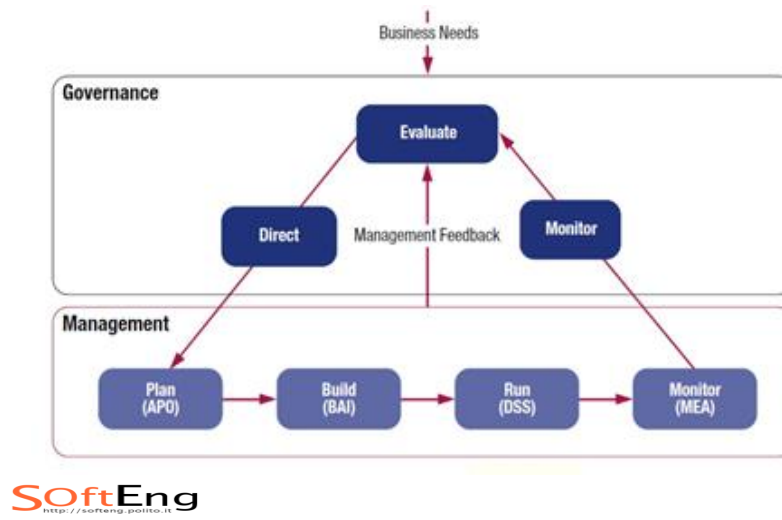 Business Needs
Governance
Evaluate
Direct
Management Feedback
Monitor
Management
Plan
(APO)
Build
(BAI)
Run
(DSS)
Monitor
(MEA)
SOftEng
http://softeng.polito.it